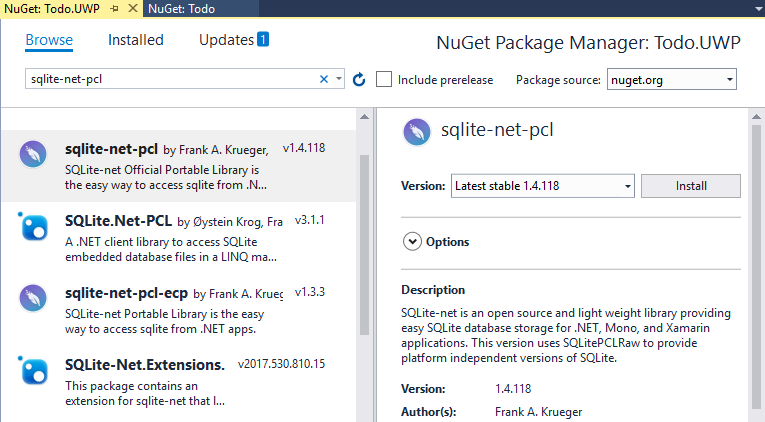 NuGet: Todo.UWP
NuGet: Todo
Browse
Installed
Updates 1
NuGet Package Manager: Todo.UWP
sqlite-net-pcl
Include prerelease
Package source: nuget.org
sqlite-net-pcl by Frank A. Krueger, v1.4.118
SQLite-net Official Portable Library is
the easy way to access sqlite from .N...
SQLite.Net-PCL by Øystein Krog, Fra v3.1.1
A .NET client library to access SQLite
embedded database files in a LINQ ma...
sqlite-net-pcl-ecp by Frank A. Krueg v1.3.3
SQLite-net Portable Library is the easy
way to access sqlite from .NET apps.
SQLite-Net.Extensions. v2017.530.810.15
This package contains an
extension for sqlite-net that l...
sqlite-net-pcl
Version: Latest stable 1.4.118 Install
Options
Description
SQLite-net is an open source and light weight library providing
easy SQLite database storage for .NET, Mono, and Xamarin
applications. This version uses SQLitePCLRaw to provide
platform independent versions of SQLite.
Version: 1.4.118
Author(s): Frank A. Krueger